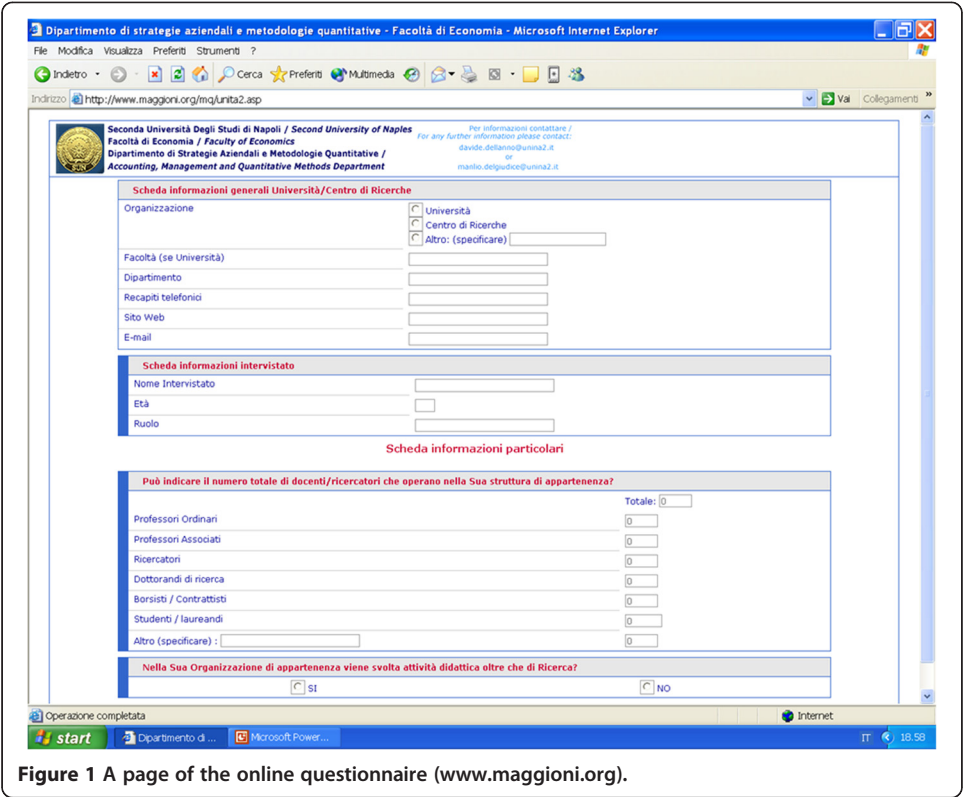 Dipartimento di strategie aziendali e metodologie quantitative - Facoltà di Economia - Microsoft Internet Explorer
File Modifica Visualizza Preferiti Strumenti ?
Indietro Cerca Preferiti Multimedia
Indirizzo http://www.maggioni.org/mq/unita2.asp Vai Collegamenti »
Seconda Università Degli Studi di Napoli / Second University of Naples
Facoltà di Economia / Faculty of Economics
Dipartimento di Strategie Aziendali e Metodologie Quantitative /
Accounting, Management and Quantitative Methods Department
Per informazioni contattare /
For any further information please contact:
davide.dellanno@unina2.it
or
manlio.delgiudice@unina2.it
Scheda informazioni generali Università/Centro di Ricerche
Organizzazione
Università
Centro di Ricerche
Altro: (specificare)
Facoltà (se Università)
Dipartimento
Recapiti telefonici
Sito Web
E-mail
Scheda informazioni intervistato
Nome Intervistato
Età
Ruolo
Scheda informazioni particolari
Può indicare il numero totale di docenti/ricercatori che operano nella Sua struttura di appartenenza?
Totale: 0
Professori Ordinari 0
Professori Associati 0
Ricercatori 0
Dottorandi di ricerca 0
Borsisti / Contrattisti 0
Studenti / laureandi 0
Altro (specificare) : 0
Nella Sua Organizzazione di appartenenza viene svolta attività didattica oltre che di Ricerca?
SI NO
Operazione completata Internet
start Dipartimento di ... Microsoft Power... IT 18.58
Figure 1 A page of the online questionnaire (www.maggioni.org).